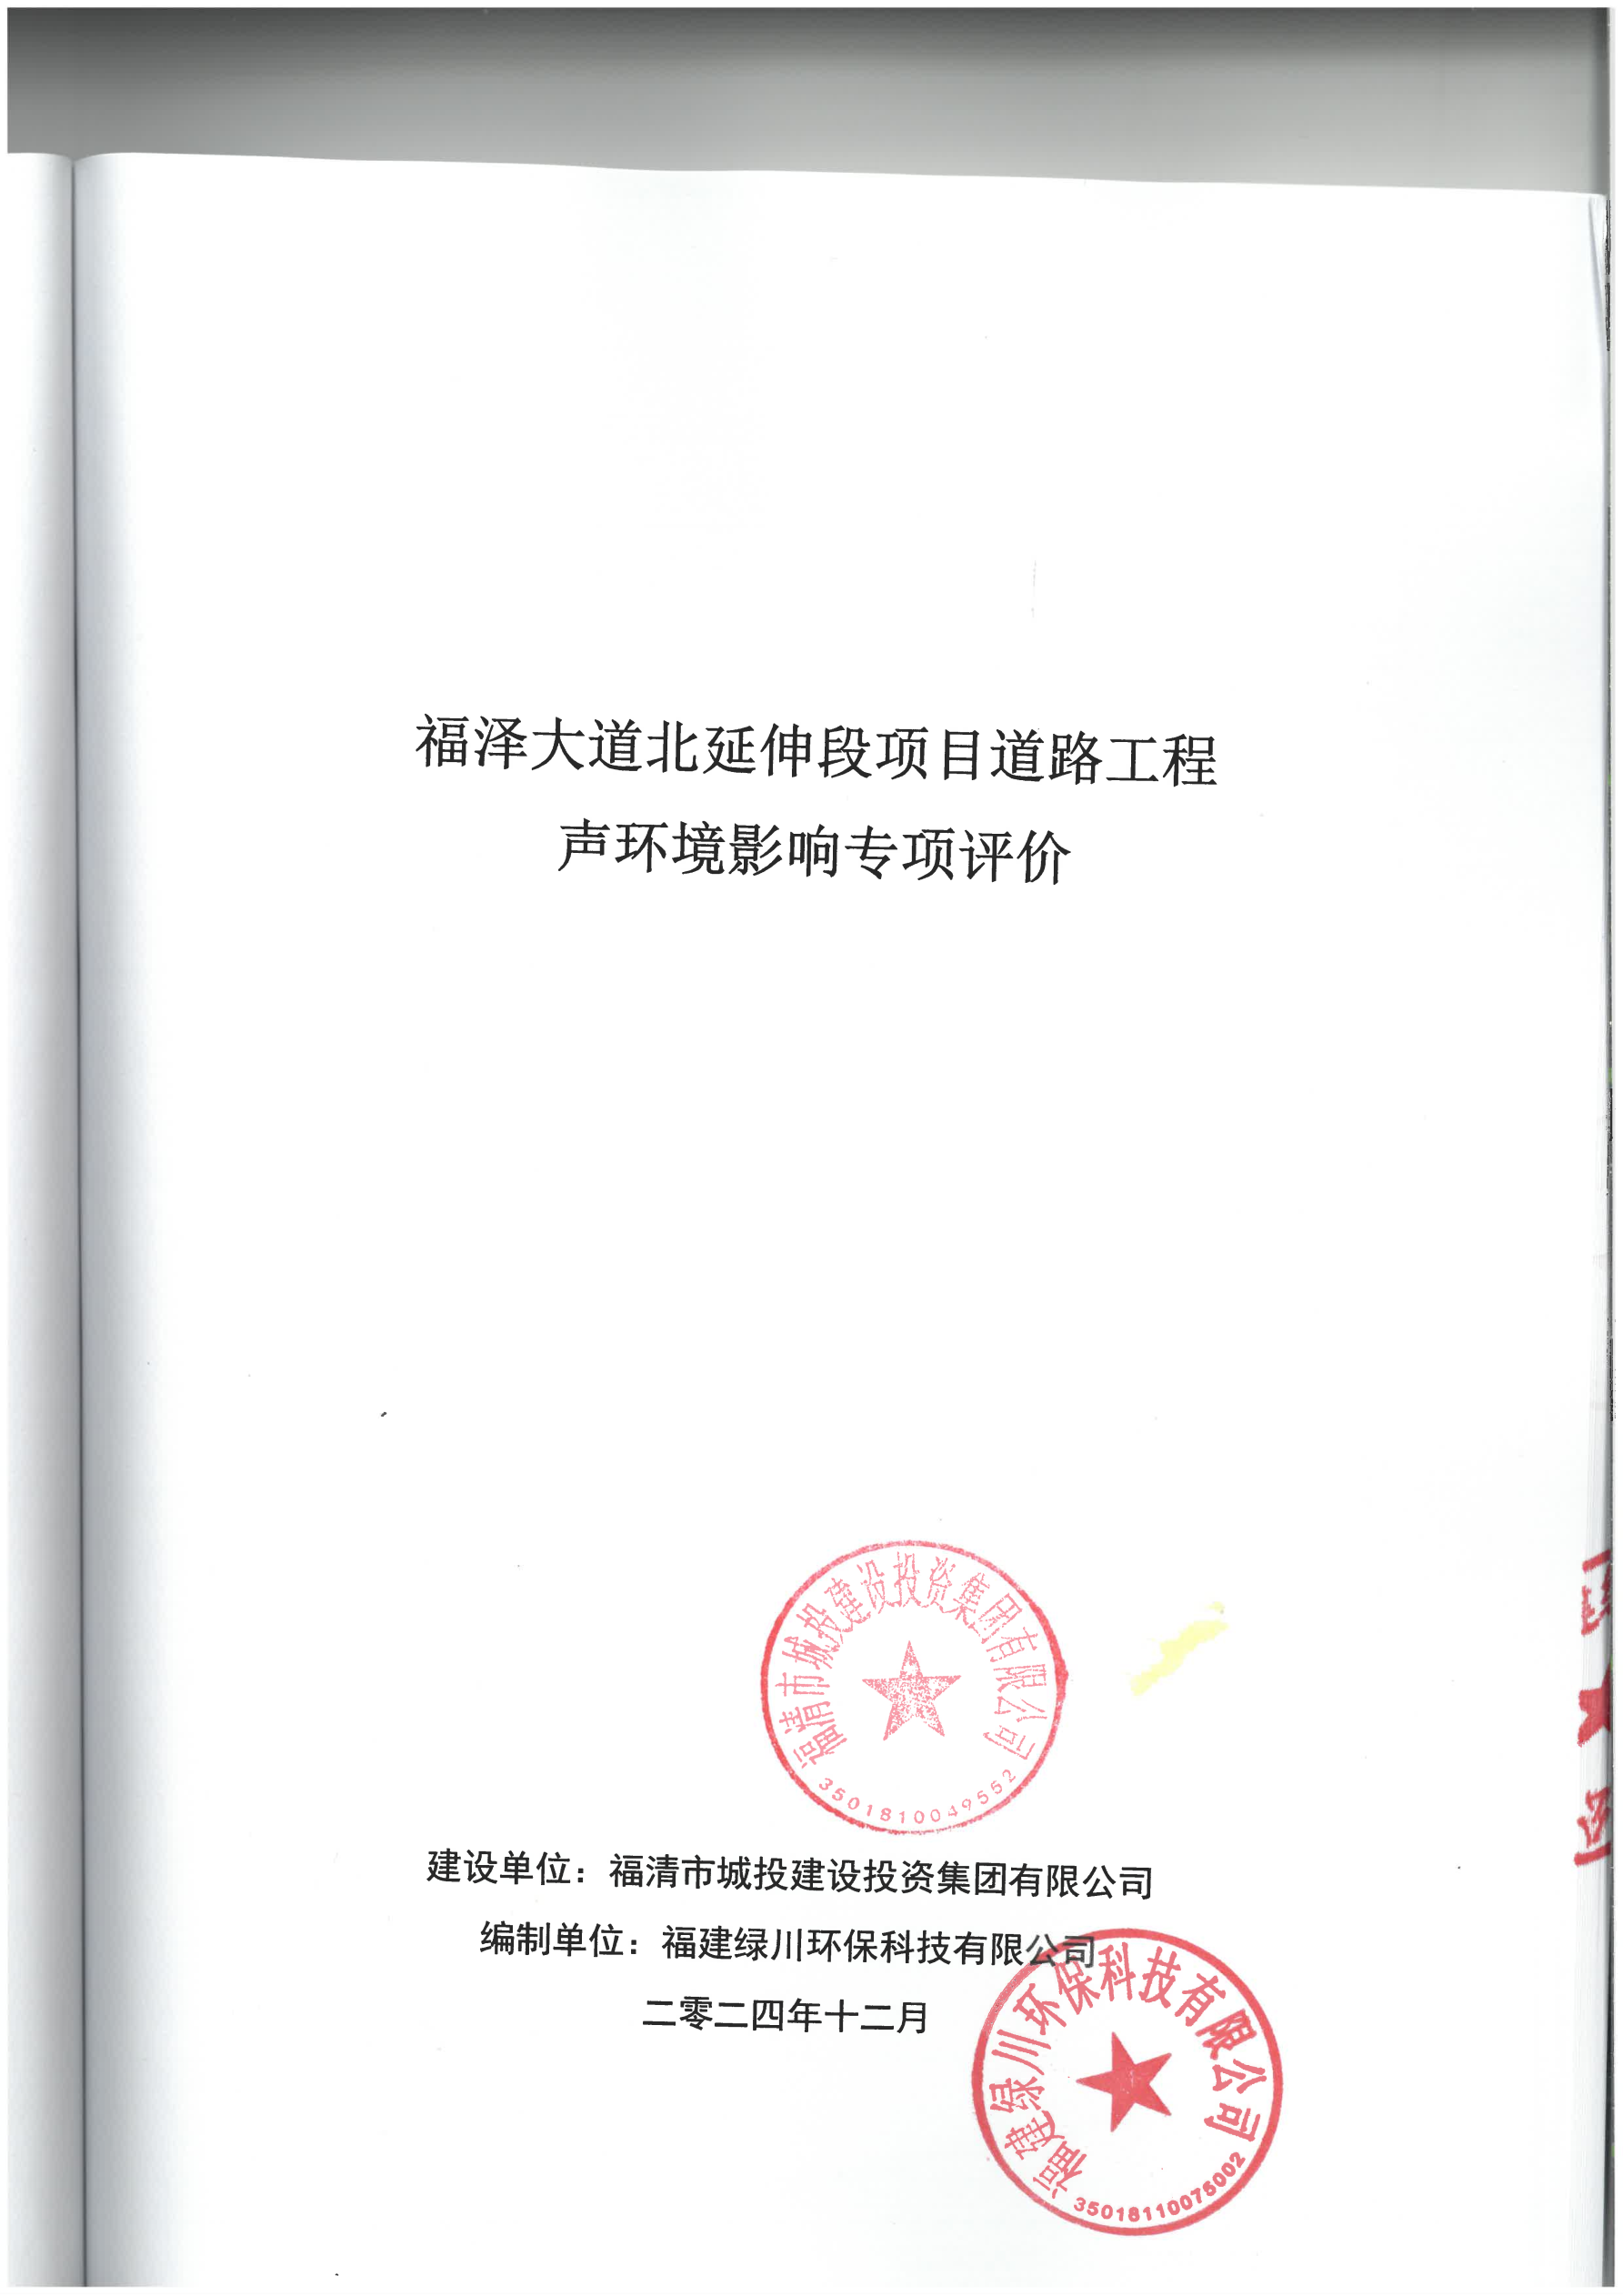 福泽大道北延伸段项目道路工程
声环境影响专项评价
福清市城投建设投资集团有限公司
3501810049552
建设单位：福清市城投建设投资集团有限公司
编制单位：福建绿川环保科技有限公司
二零二四年十二月
福建绿川环保科技有限公司
35018110075002